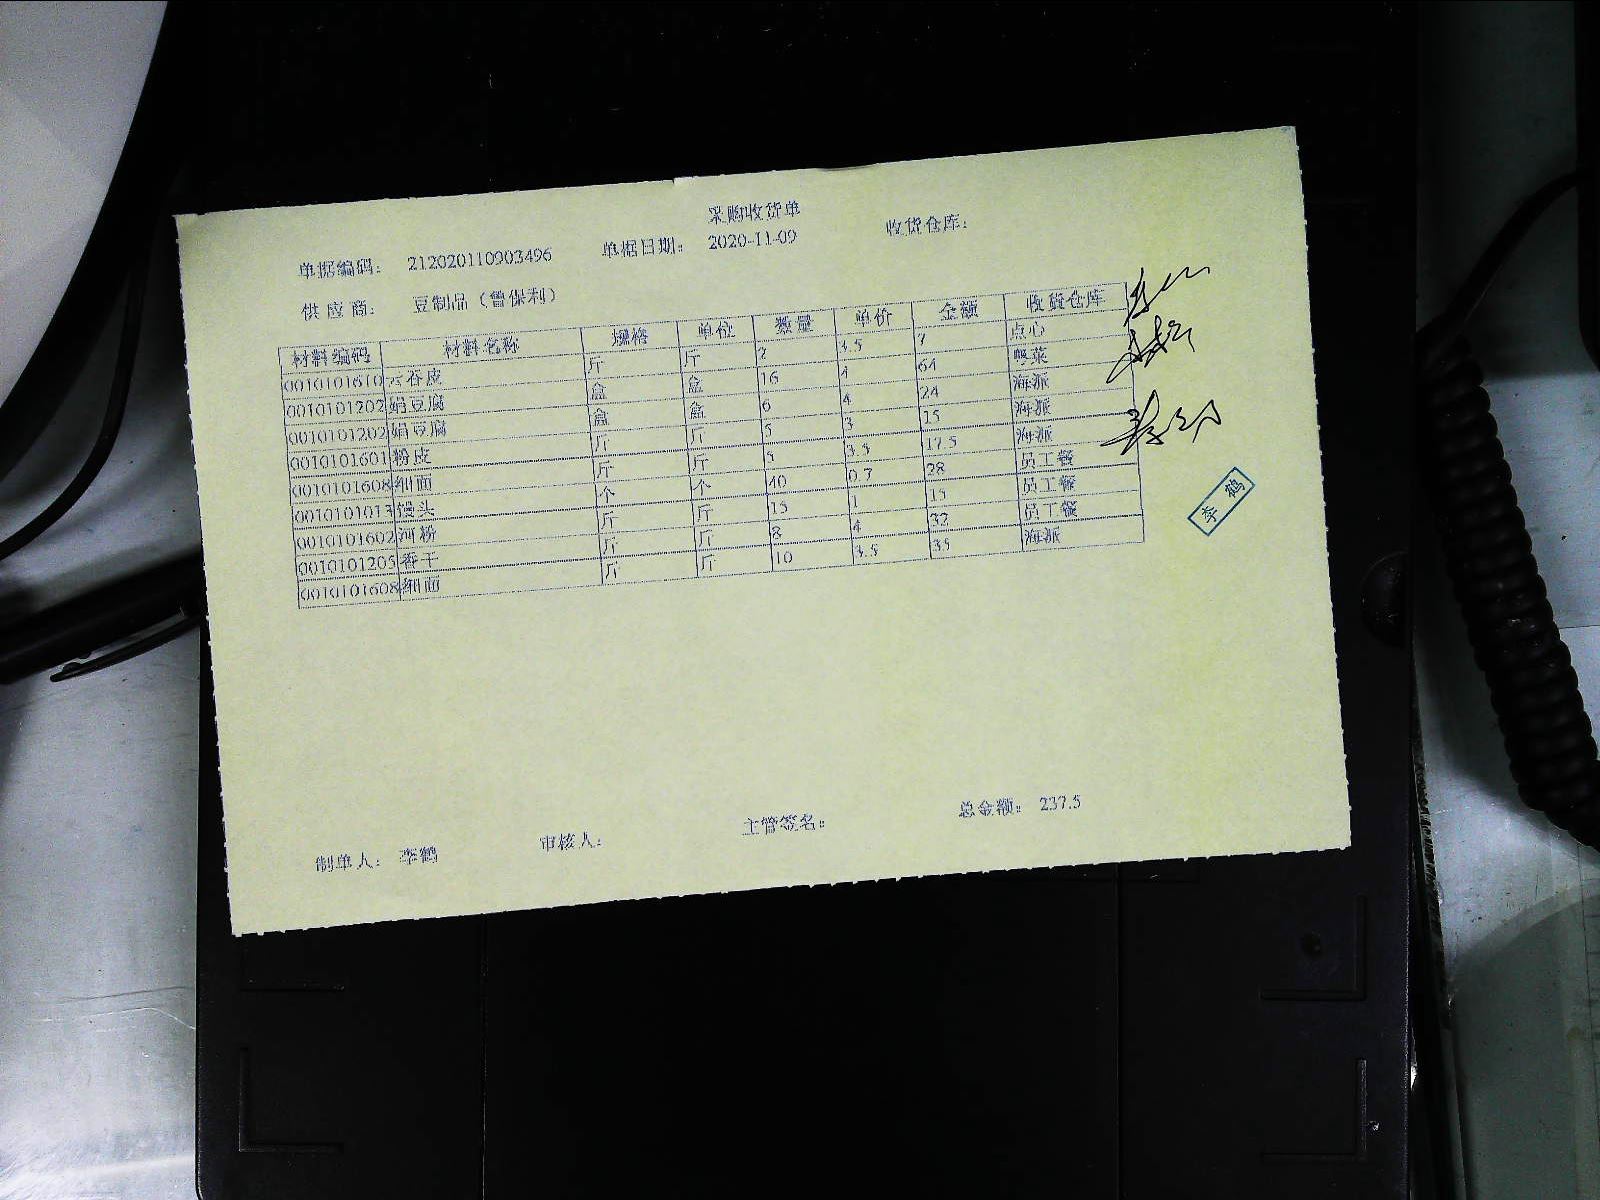 采购收货单
单据编码： 212020110903496 单据日期： 2020-11-09 收货仓库：
供应商： 豆制品（曾保利）
材料编码 材料名称 规格 单位 数量 单价 金额 收货仓库
0010101610 云吞皮 斤 斤 2 3.5 7 点心
0010101202 娟豆腐 盒 盒 16 4 64 粤菜
0010101202 娟豆腐 盒 盒 6 4 24 海派
0010101601 粉皮 斤 斤 5 3 15 海派
0010101608 细面 斤 斤 5 3.5 17.5 海派
0010101013 馒头 个 个 40 0.7 28 员工餐
0010101602 河粉 斤 斤 15 1 15 员工餐
0010101205 香干 斤 斤 8 4 32 员工餐
0010101608 细面 斤 斤 10 3.5 35 海派
李鹤
制单人： 李鹤 审核人： 主管签名： 总金额： 237.5